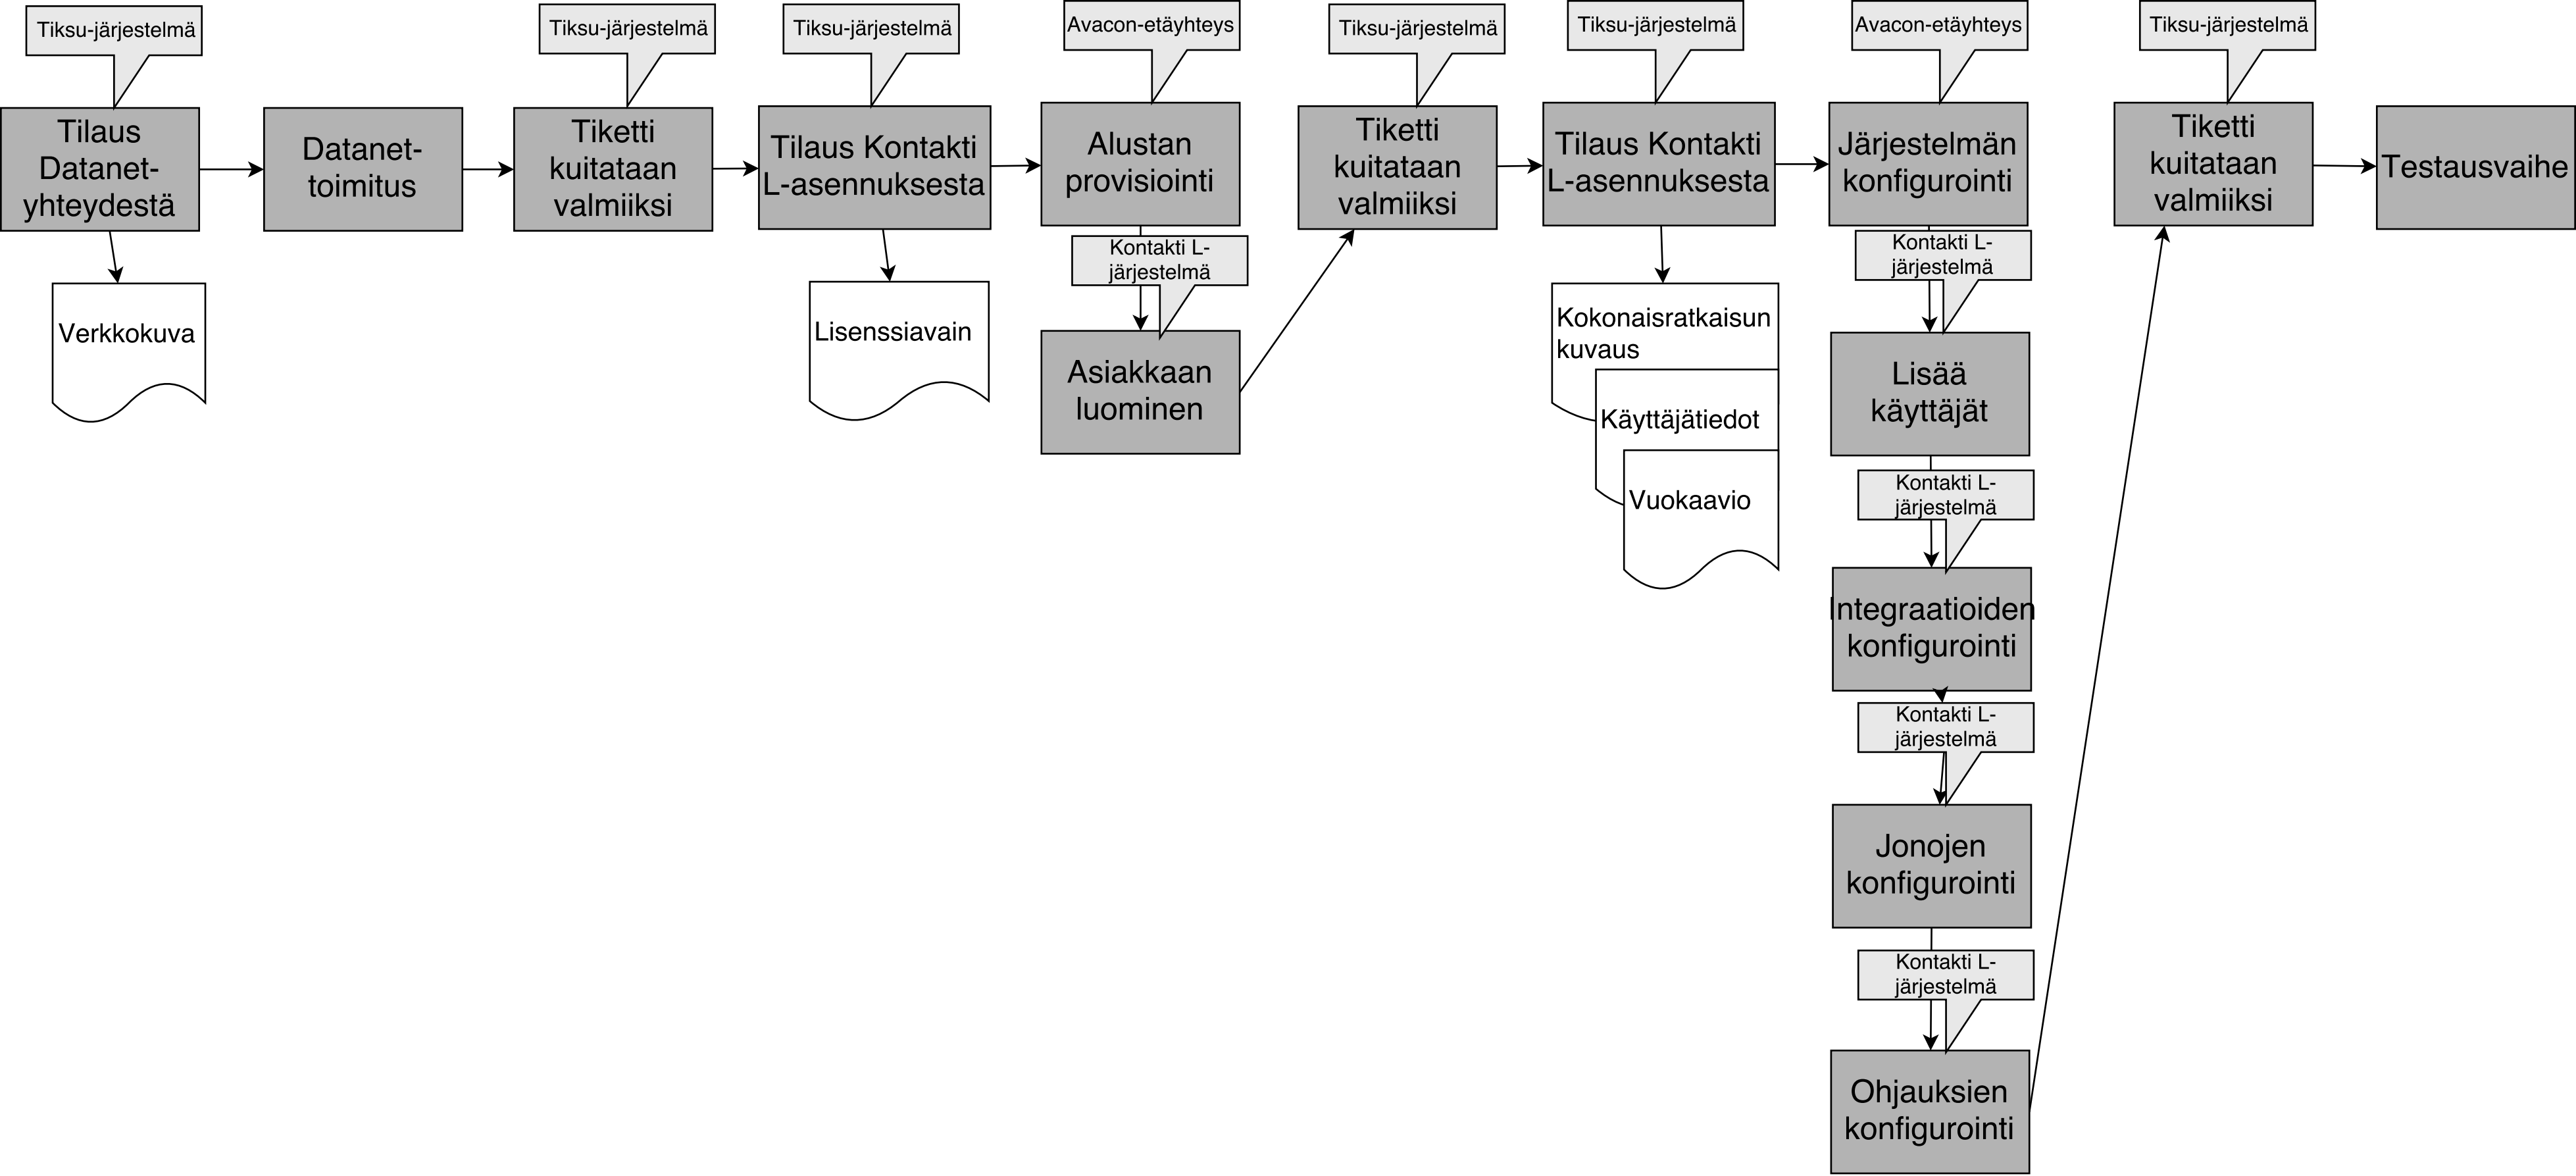 Tiksu-järjestelmä
Tiksu-järjestelmä
Tiksu-järjestelmä
Avacon-etäyhteys
Tiksu-järjestelmä
Tiksu-järjestelmä
Avacon-etäyhteys
Tiksu-järjestelmä
Tilaus
Datanet-
yhteydestä
Datanet-
toimitus
Tiketti
kuitataan
valmiiksi
Tilaus Kontakti
L-asennuksesta
Alustan
provisiointi
Tiketti
kuitataan
valmiiksi
Tilaus Kontakti
L-asennuksesta
Järjestelmän
konfigurointi
Tiketti
kuitataan
valmiiksi
Testausvaihe
Verkkokuva
Lisenssiavain
Kontakti L-
järjestelmä
Asiakkaan
luominen
Kokonaisratkaisun
kuvaus
Käyttäjätiedot
Vuokaavio
Kontakti L-
järjestelmä
Lisää
käyttäjät
Kontakti L-
järjestelmä
Integraatioiden
konfigurointi
Kontakti L-
järjestelmä
Jonojen
konfigurointi
Kontakti L-
järjestelmä
Ohjauksien
konfigurointi